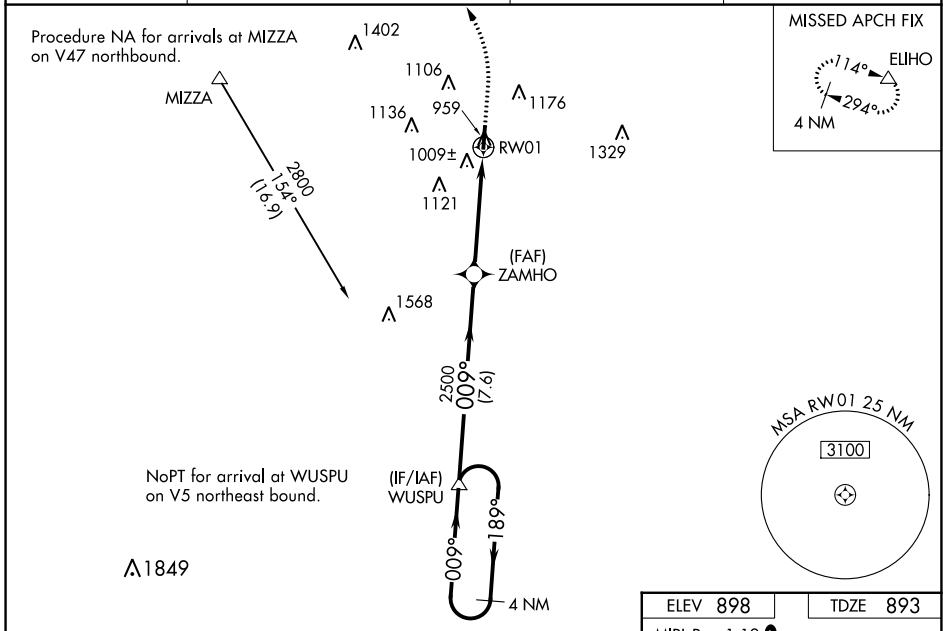 Procedure NA for arrivals at MIZZA
on V47 northbound.
MIZZA
2800
154°
(16.9)
1402
1106
1136
959
1176
1009±
RW01
1329
1121
MISSED APCH FIX
114°
ELIHO
294°
4 NM
(FAF)
ZAMHO
1568
2500
009°
(7.6)
NoPT for arrival at WUSPU
on V5 northeast bound.
(IF/IAF)
WUSPU
189°
009°
4 NM
1849
MSA RW01 25 NM
3100
ELEV 898
TDZE 893